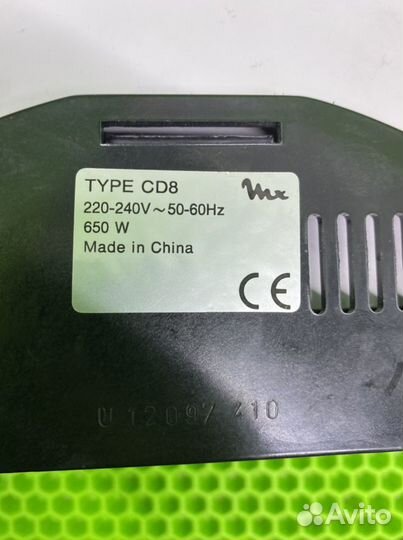 TYPE CD8
220-240V~50-60Hz
650 W
Made in China
CE
Avito